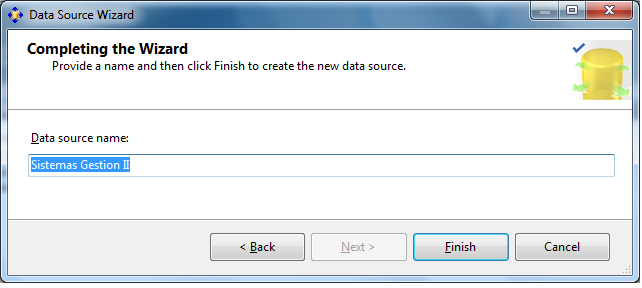 Data Source Wizard
Completing the Wizard
Provide a name and then click Finish to create the new data source.
Data source name:
Sistemas Gestion II
< Back
Next >
Finish
Cancel